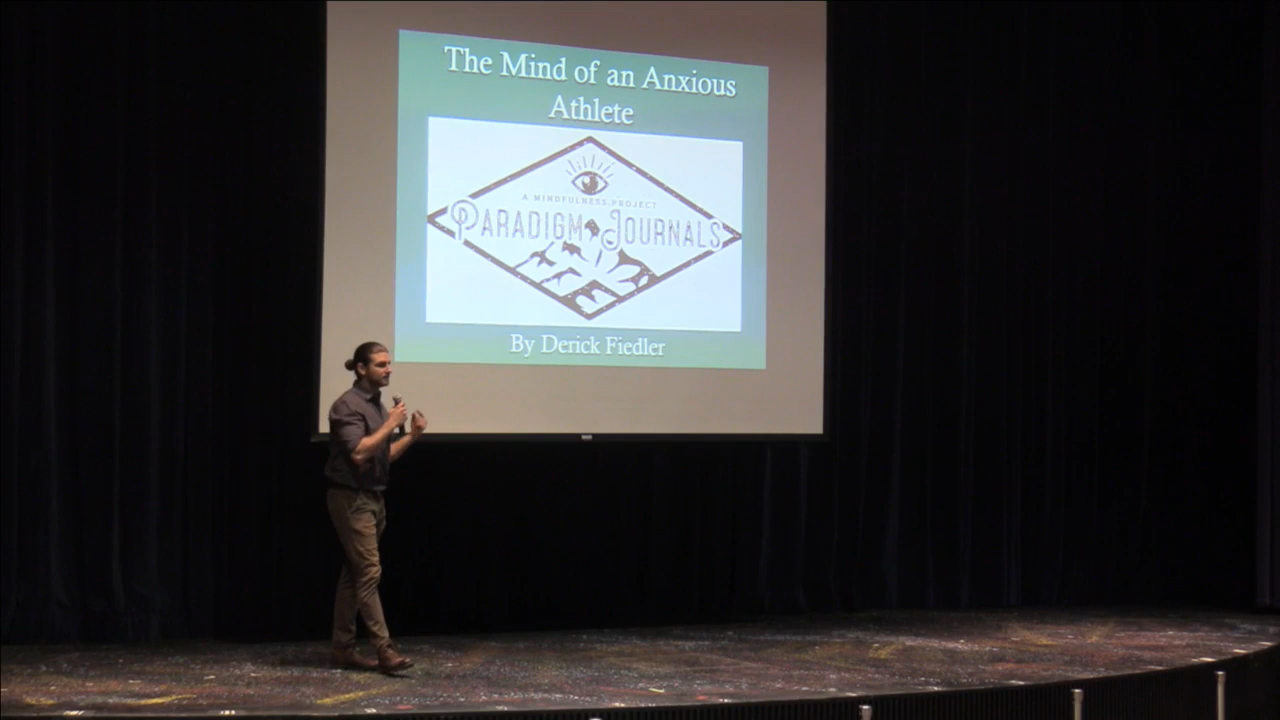 The Mind of an Anxious
Athlete
A MINDFULNESS PROJECT
PARADIGM JOURNALS
By Derick Fiedler